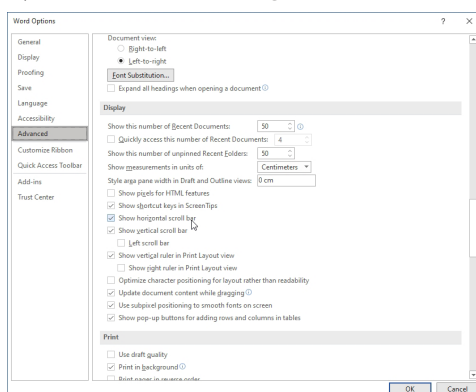 Word Options
?
General
Display
Proofing
Save
Language
Accessibility
Advanced
Customize Ribbon
Quick Access Toolbar
Add-ins
Trust Center
Document view:
Right-to-left
Left-to-right
Font Substitution...
Expand all headings when opening a document
Display
Show this number of Recent Documents: 50
Quickly access this number of Recent Documents: 4
Show this number of unpinned Recent Folders: 50
Show measurements in units of: Centimeters
Style area pane width in Draft and Outline views: 0 cm
Show pixels for HTML features
Show shortcut keys in ScreenTips
Show horizontal scroll bar
Show vertical scroll bar
Left scroll bar
Show vertical ruler in Print Layout view
Show right ruler in Print Layout view
Optimize character positioning for layout rather than readability
Update document content while dragging
Use subpixel positioning to smooth fonts on screen
Show pop-up buttons for adding rows and columns in tables
Print
Use draft quality
Print in background
Print pages in reverse order
OK Cancel